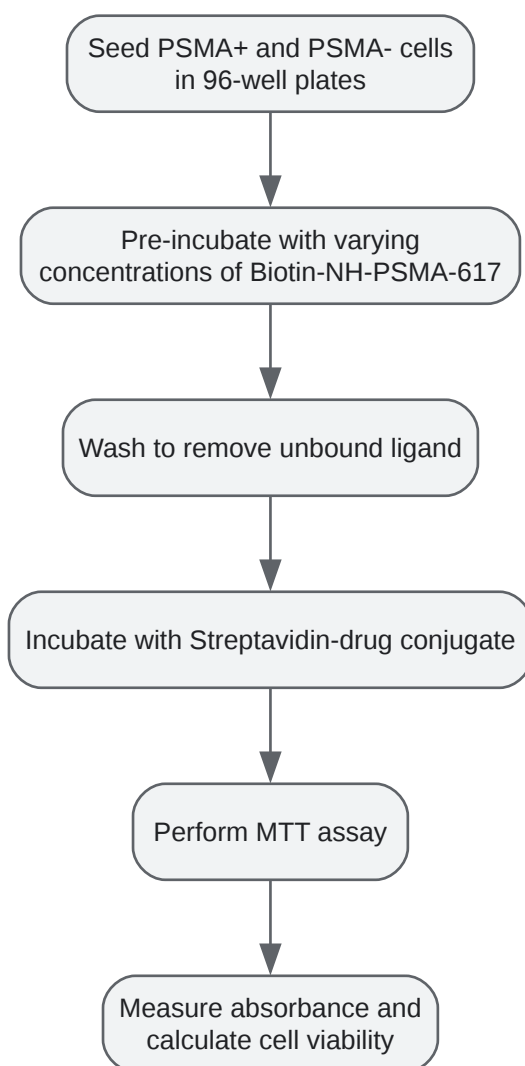 Seed PSMA+ and PSMA- cells
in 96-well plates
Pre-incubate with varying
concentrations of Biotin-NH-PSMA-617
Wash to remove unbound ligand
Incubate with Streptavidin-drug conjugate
Perform MTT assay
Measure absorbance and
calculate cell viability